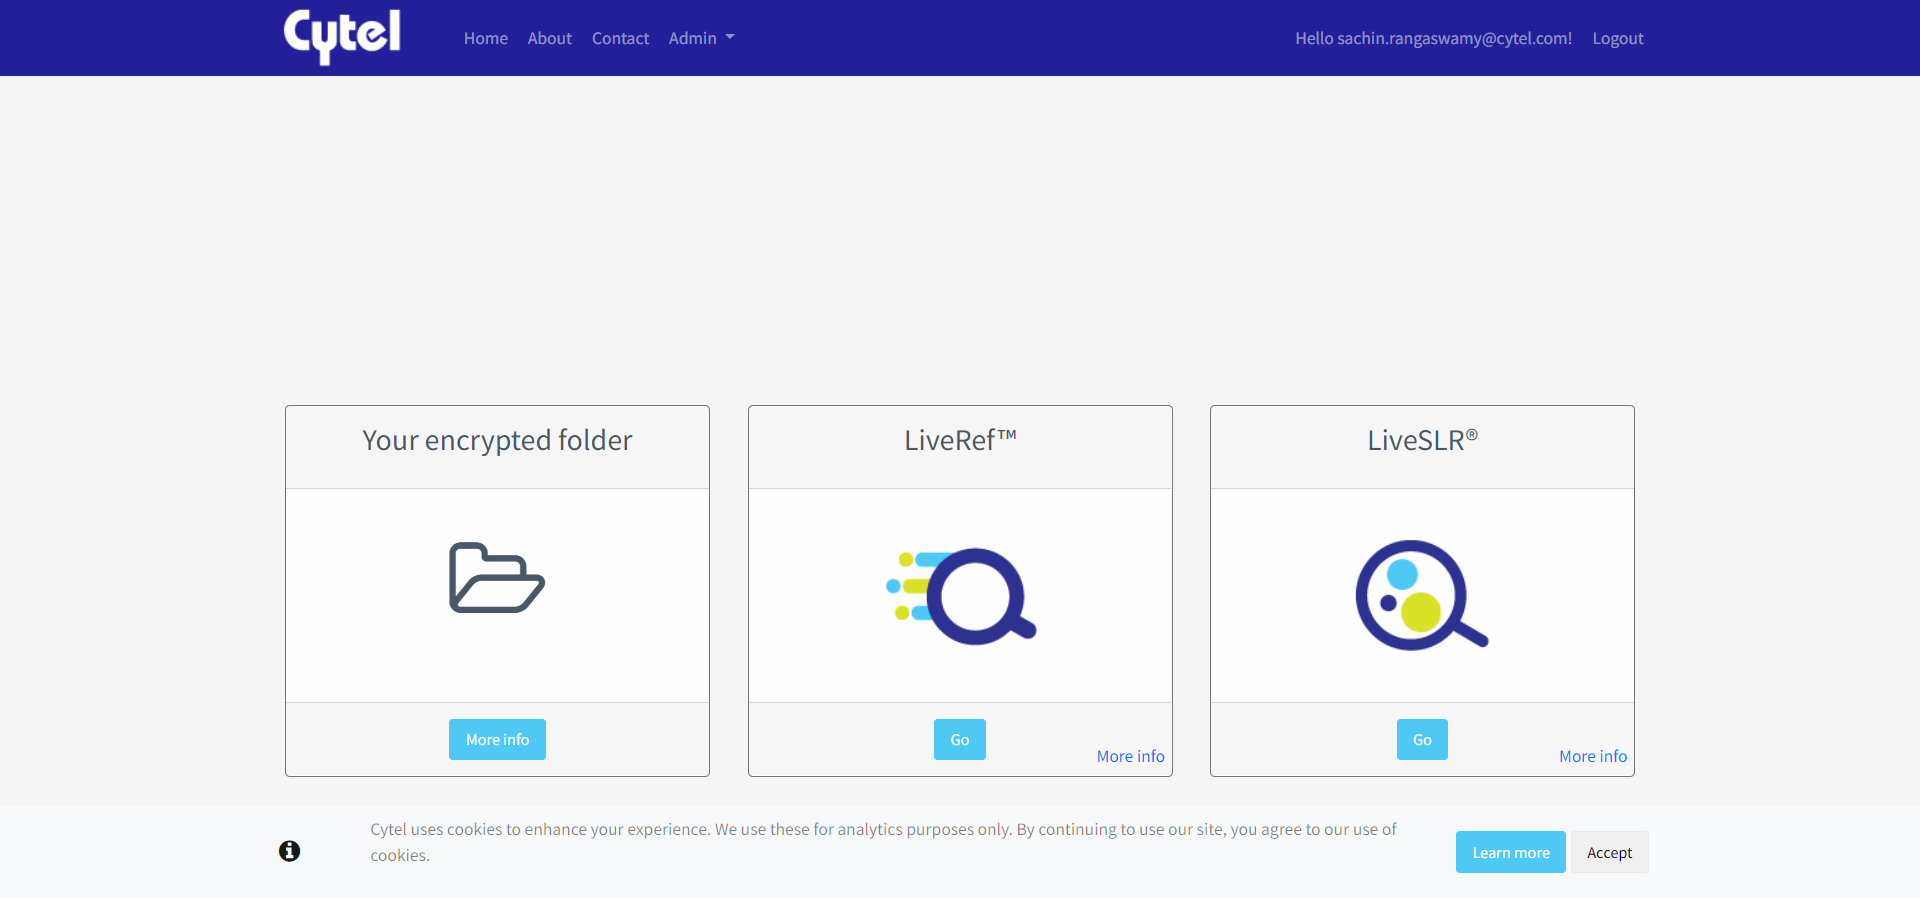 Cytel Home About Contact Admin Hello sachin.rangaswamy@cytel.com! Logout
Your encrypted folder
More info
LiveRef™
Go
More info
LiveSLR®
Go
More info
Cytel uses cookies to enhance your experience. We use these for analytics purposes only. By continuing to use our site, you agree to our use of
cookies.
Learn more Accept